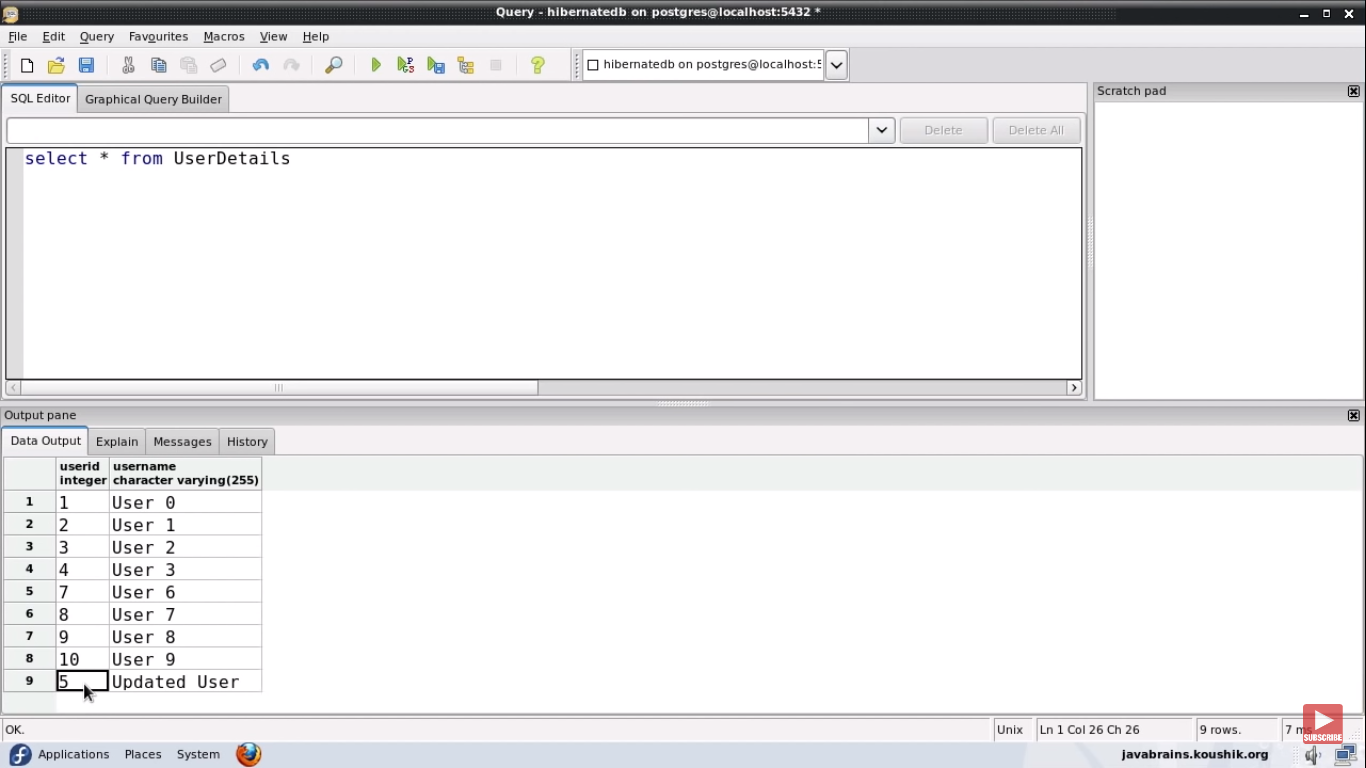 Query - hibernatedb on postgres@localhost:5432 *
File Edit Query Favourites Macros View Help
hibernatedb on postgres@localhost:5
SQL Editor Graphical Query Builder
Scratch pad
Delete Delete All
select * from UserDetails
Output pane
Data Output Explain Messages History
userid username
integer character varying(255)
1 1 User 0
2 2 User 1
3 3 User 2
4 4 User 3
5 7 User 6
6 8 User 7
7 9 User 8
8 10 User 9
9 5 Updated User
OK. Unix Ln 1 Col 26 Ch 26 9 rows. 7 ms
SUBSCRIBE
Applications Places System javabrains.koushik.org